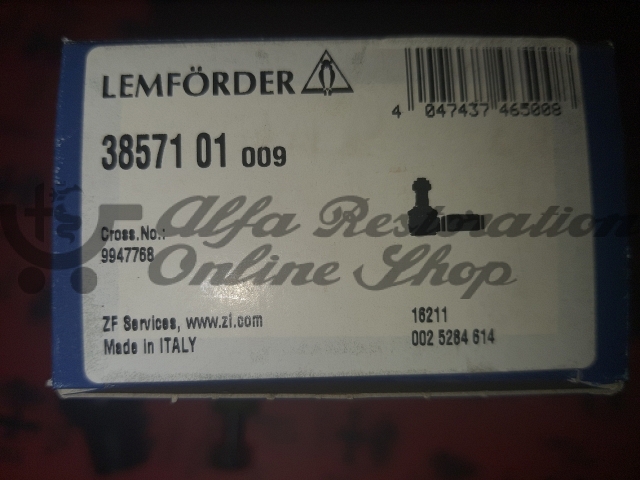 LEMFÖRDER
4 047437 465008
38571 01 009
Cross.No.:
9947768
Alfa Restoration
Online Shop
ZF Services, www.zf.com
Made in ITALY
16211
002 5284 614